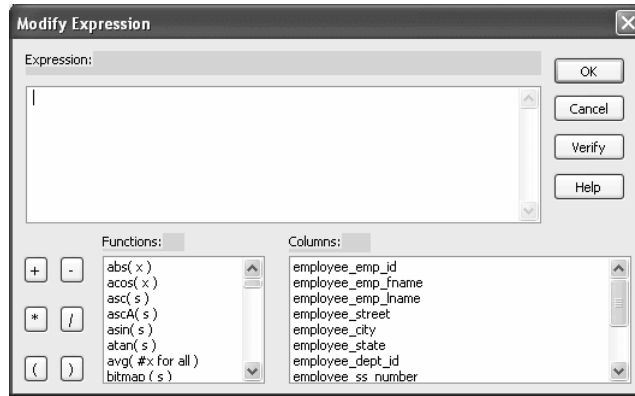 Modify Expression
Expression:
OK
Cancel
Verify
Help
Functions:
Columns:
+ -
* /
( )
abs( x )
acos( x )
asc( s )
ascA( s )
asin( s )
atan( s )
avg( #x for all )
bitmap ( s )
employee_emp_id
employee_emp_fname
employee_emp_lname
employee_street
employee_city
employee_state
employee_dept_id
employee_ss_number